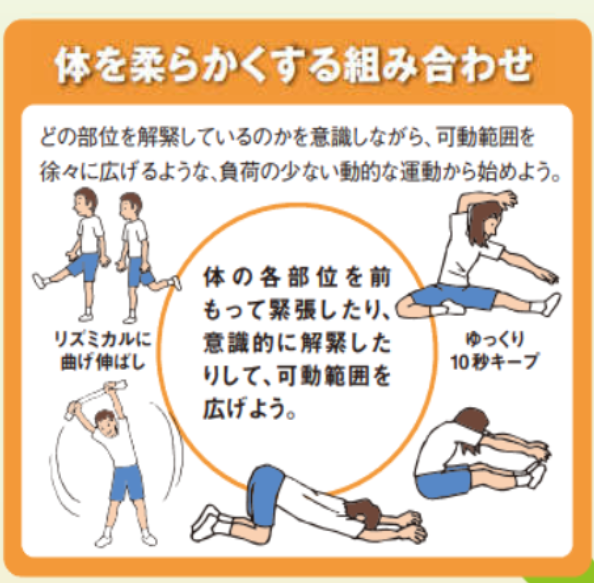 体を柔らかくする組み合わせ
どの部位を解緊しているのかを意識しながら、可動範囲を
徐々に広げるような、負荷の少ない動的な運動から始めよう。
リズミカルに
曲げ伸ばし
体の各部位を前
もって緊張したり、
意識的に解緊した
りして、可動範囲を
広げよう。
ゆっくり
10秒キープ